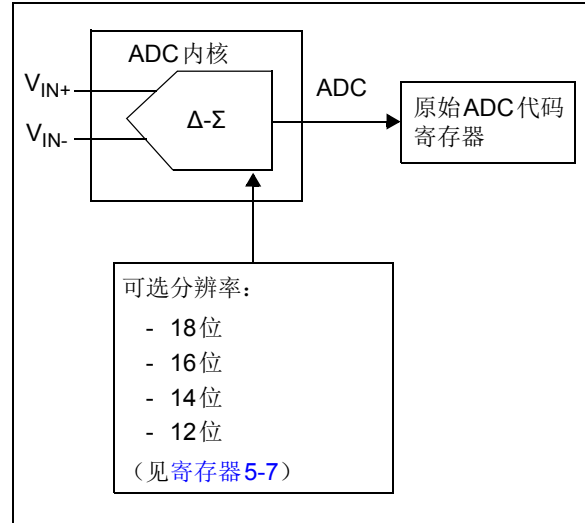 ADC内核
VIN+
VIN-
Δ-Σ
ADC
原始ADC代码
寄存器
可选分辨率：
- 18位
- 16位
- 14位
- 12位
（见寄存器5-7）